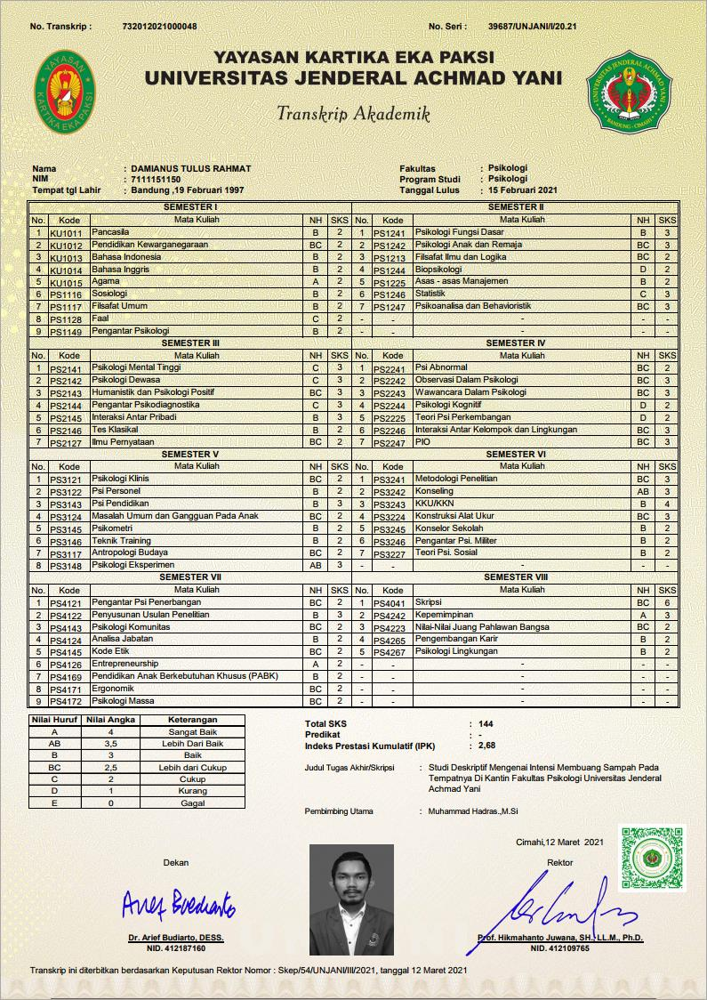 No. Transkrip : 732012021000048 No. Seri : 39687/UNJANI/I/20.21
YAYASAN KARTIKA EKA PAKSI
UNIVERSITAS JENDERAL ACHMAD YANI
Transkrip Akademik
YAYASAN
KARTIKA EKA PAKSI
UNIVERSITAS JENDERAL ACHMAD YANI
BANDUNG - CIMAHI
Nama : DAMIANUS TULUS RAHMAT Fakultas : Psikologi
NIM : 7111151150 Program Studi : Psikologi
Tempat tgl Lahir : Bandung ,19 Februari 1997 Tanggal Lulus : 15 Februari 2021
SEMESTER I SEMESTER II
No. Kode Mata Kuliah NH SKS No. Kode Mata Kuliah NH SKS
1 KU1011 Pancasila B 2 1 PS1241 Psikologi Fungsi Dasar B 3
2 KU1012 Pendidikan Kewarganegaraan BC 2 2 PS1242 Psikologi Anak dan Remaja BC 3
3 KU1013 Bahasa Indonesia B 2 3 PS1213 Filsafat Ilmu dan Logika BC 2
4 KU1014 Bahasa Inggris B 2 4 PS1244 Biopsikologi D 2
5 KU1015 Agama A 2 5 PS1225 Asas - asas Manajemen B 2
6 PS1116 Sosiologi B 2 6 PS1246 Statistik C 3
7 PS1117 Filsafat Umum B 2 7 PS1247 Psikoanalisa dan Behavioristik BC 3
8 PS1128 Faal C 2 - - - - -
9 PS1149 Pengantar Psikologi B 2 - - - - -
SEMESTER III SEMESTER IV
No. Kode Mata Kuliah NH SKS No. Kode Mata Kuliah NH SKS
1 PS2141 Psikologi Mental Tinggi C 3 1 PS2241 Psi Abnormal BC 2
2 PS2142 Psikologi Dewasa C 3 2 PS2242 Observasi Dalam Psikologi BC 3
3 PS2143 Humanistik dan Psikologi Positif BC 3 3 PS2243 Wawancara Dalam Psikologi BC 3
4 PS2144 Pengantar Psikodiagnostika C 3 4 PS2224 Psikologi Kognitif D 2
5 PS2145 Interaksi Antar Pribadi B 3 5 PS2225 Teori Psi Perkembangan D 2
6 PS2146 Tes Klasikal B 2 6 PS2246 Interaksi Antar Kelompok dan Lingkungan BC 3
7 PS2127 Ilmu Pernyataan BC 2 7 PS2247 PIO BC 3
SEMESTER V SEMESTER VI
No. Kode Mata Kuliah NH SKS No. Kode Mata Kuliah NH SKS
1 PS3121 Psikologi Klinis BC 2 1 PS3241 Metodologi Penelitian BC 3
2 PS3122 Psi Personel B 2 2 PS3242 Konseling AB 3
3 PS3143 Psi Pendidikan B 3 3 PS3243 KKU/KKN B 4
4 PS3124 Masalah Umum dan Gangguan Pada Anak BC 2 4 PS3224 Konstruksi Alat Ukur BC 3
5 PS3145 Psikometri B 2 5 PS3245 Konselor Sekolah B 2
6 PS3146 Teknik Training B 2 6 PS3246 Pengantar Psi. Militer B 2
7 PS3117 Antropologi Budaya BC 2 7 PS3227 Teori Psi. Sosial B 2
8 PS3148 Psikologi Eksperimen AB 3 - - - - -
SEMESTER VII SEMESTER VIII
No. Kode Mata Kuliah NH SKS No. Kode Mata Kuliah NH SKS
1 PS4121 Pengantar Psi Penerbangan BC 2 1 PS4041 Skripsi BC 6
2 PS4122 Penyusunan Usulan Penelitian B 3 2 PS4242 Kepemimpinan A 3
3 PS4143 Psikologi Komunitas BC 2 3 PS4223 Nilai-Nilai Juang Pahlawan Bangsa BC 2
4 PS4124 Analisa Jabatan B 2 4 PS4265 Pengembangan Karir B 2
5 PS4145 Kode Etik BC 2 5 PS4267 Psikologi Lingkungan B 2
6 PS4126 Entrepreneurship A 2 - - - - -
7 PS4169 Pendidikan Anak Berkebutuhan Khusus (PABK) B 2 - - - - -
8 PS4171 Ergonomik BC 2 - - - - -
9 PS4172 Psikologi Massa BC 2 - - - - -
Nilai Huruf Nilai Angka Keterangan
A 4 Sangat Baik
AB 3,5 Lebih Dari Baik
B 3 Baik
BC 2,5 Lebih dari Cukup
C 2 Cukup
D 1 Kurang
E 0 Gagal
Total SKS : 144
Predikat : -
Indeks Prestasi Kumulatif (IPK) : 2,68
Judul Tugas Akhir/Skripsi : Studi Deskriptif Mengenai Intensi Membuang Sampah Pada
Tempatnya Di Kantin Fakultas Psikologi Universitas Jenderal
Achmad Yani
Pembimbing Utama : Muhammad Hadras.,M.Si
Cimahi,12 Maret 2021
Dekan Rektor
Arief Budiarto
Dr. Arief Budiarto, DESS. Prof. Hikmahanto Juwana, SH., LL.M., Ph.D.
NID. 412187160 NID. 412109765
Transkrip ini diterbitkan berdasarkan Keputusan Rektor Nomor : Skep/54/UNJANI/III/2021, tanggal 12 Maret 2021